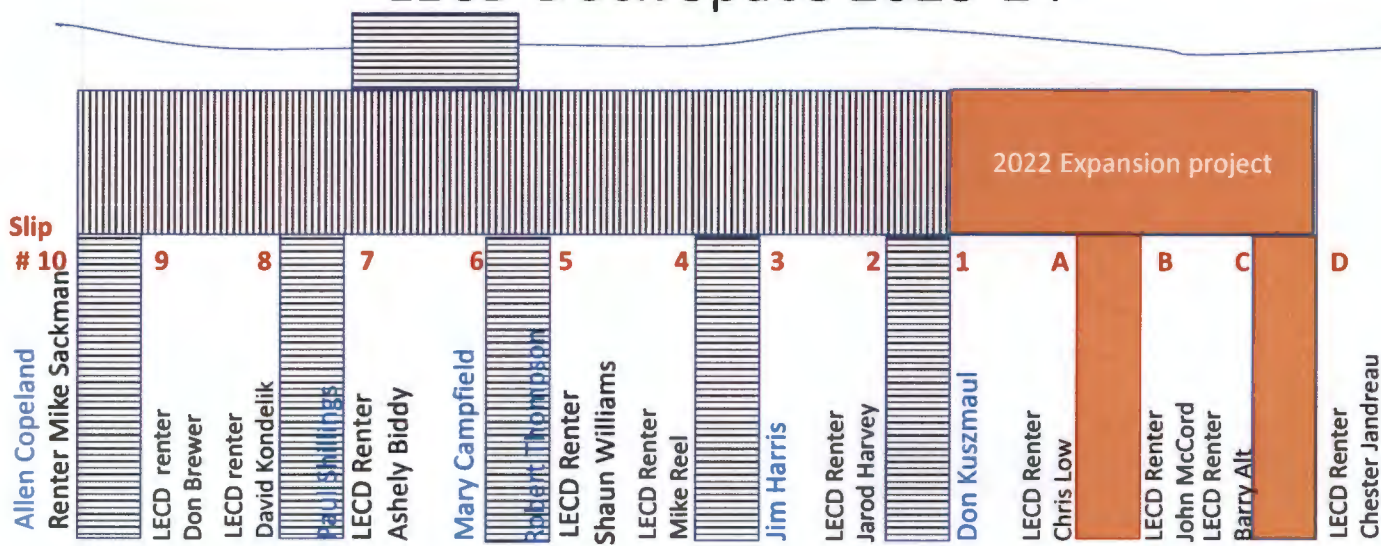 2022 Expansion project
Slip
# 10
9
8
7
6
5
4
3
2
1
A
B
C
D
Allen Copeland
Renter Mike Sackman
LECD renter
Don Brewer
LECD renter
David Kondelik
Paul Shillings
LECD Renter
Ashely Biddy
Mary Campfield
Robert Thompson
LECD Renter
Shaun Williams
LECD Renter
Mike Reel
Jim Harris
LECD Renter
Jarod Harvey
Don Kuszmaul
LECD Renter
Chris Low
LECD Renter
John McCord
LECD Renter
Barry Alt
LECD Renter
Chester Jandreau